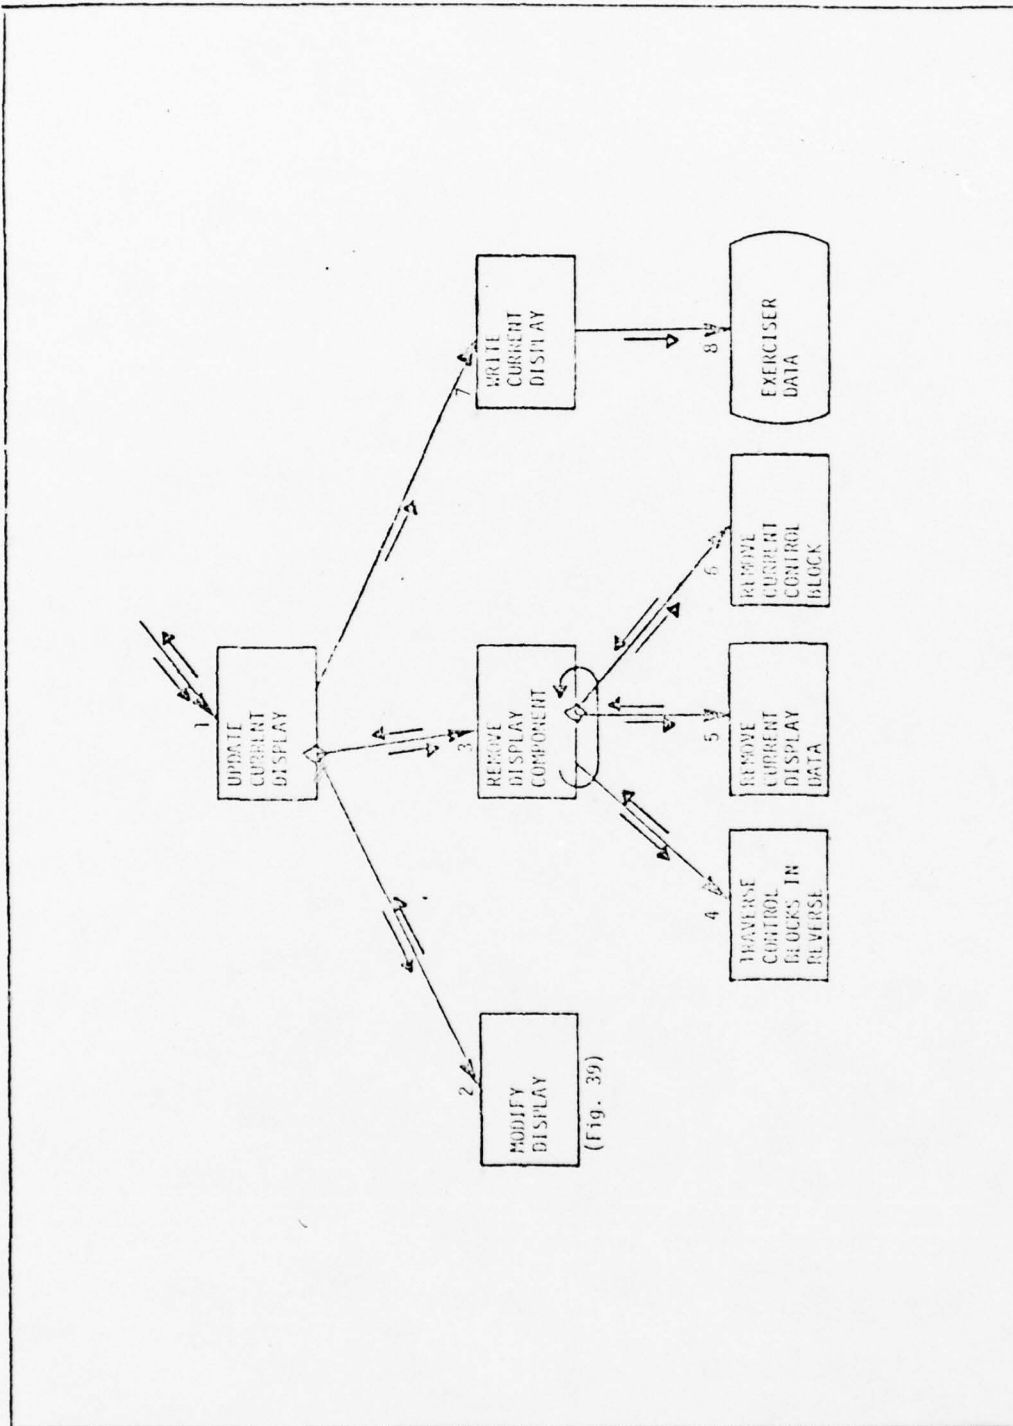 1
UPDATE
CURRENT
DISPLAY
2
MODIFY
DISPLAY
(Fig. 39)
3
REMOVE
DISPLAY
COMPONENT
4
TRAVERSE
CONTROL
BLOCKS IN
REVERSE
5
REMOVE
CURRENT
DISPLAY
DATA
6
REMOVE
CURRENT
CONTROL
BLOCK
7
WRITE
CURRENT
DISPLAY
8
EXERCISER
DATA